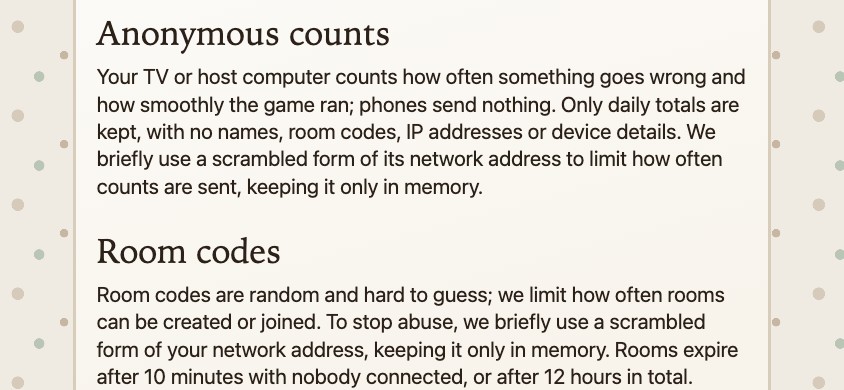 Anonymous counts
Your TV or host computer counts how often something goes wrong and
how smoothly the game ran; phones send nothing. Only daily totals are
kept, with no names, room codes, IP addresses or device details. We
briefly use a scrambled form of its network address to limit how often
counts are sent, keeping it only in memory.
Room codes
Room codes are random and hard to guess; we limit how often rooms
can be created or joined. To stop abuse, we briefly use a scrambled
form of your network address, keeping it only in memory. Rooms expire
after 10 minutes with nobody connected, or after 12 hours in total.